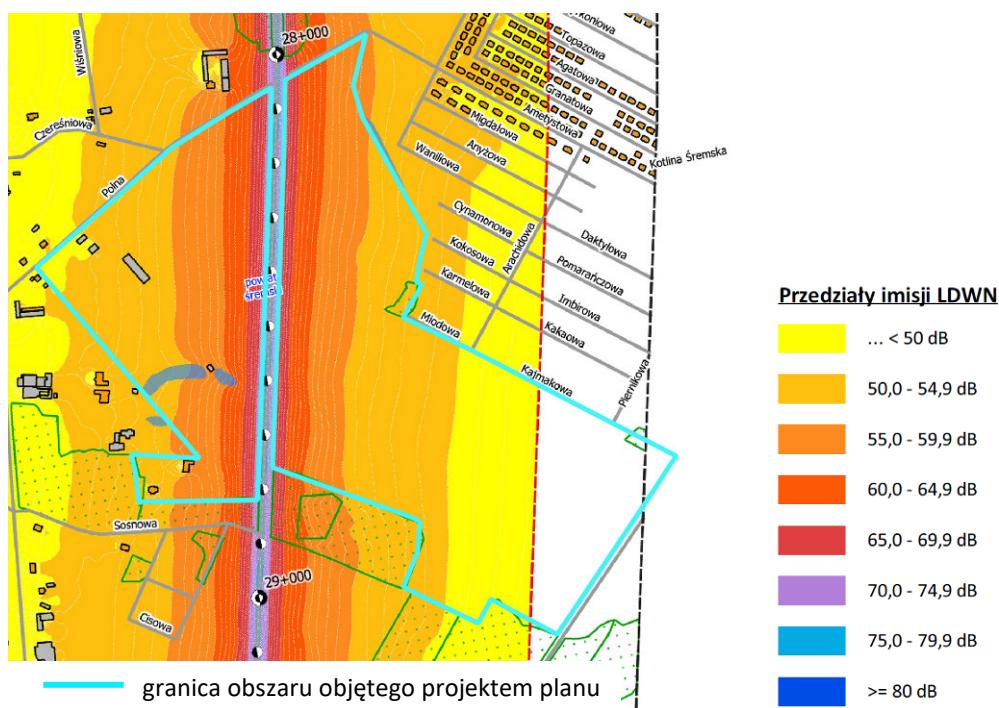 28+000
Wiśniowa
Topazowa
Agatowa
Granatowa
Ametystowa
Czereśniowa
Migdałowa
Anyżowa
Waniliowa
Kotlina Śremska
Polna
Cynamonowa
Kokosowa
Karmelowa
Arachidowa
Daktylowa
Pomarańczowa
Imbirowa
Kakaowa
powiat
śremski
Miodowa
Kajmakowa
Piernikowa
Sosnowa
29+000
Cisowa
Przedziały imisji LDWN
... < 50 dB
50,0 - 54,9 dB
55,0 - 59,9 dB
60,0 - 64,9 dB
65,0 - 69,9 dB
70,0 - 74,9 dB
75,0 - 79,9 dB
>= 80 dB
granica obszaru objętego projektem planu